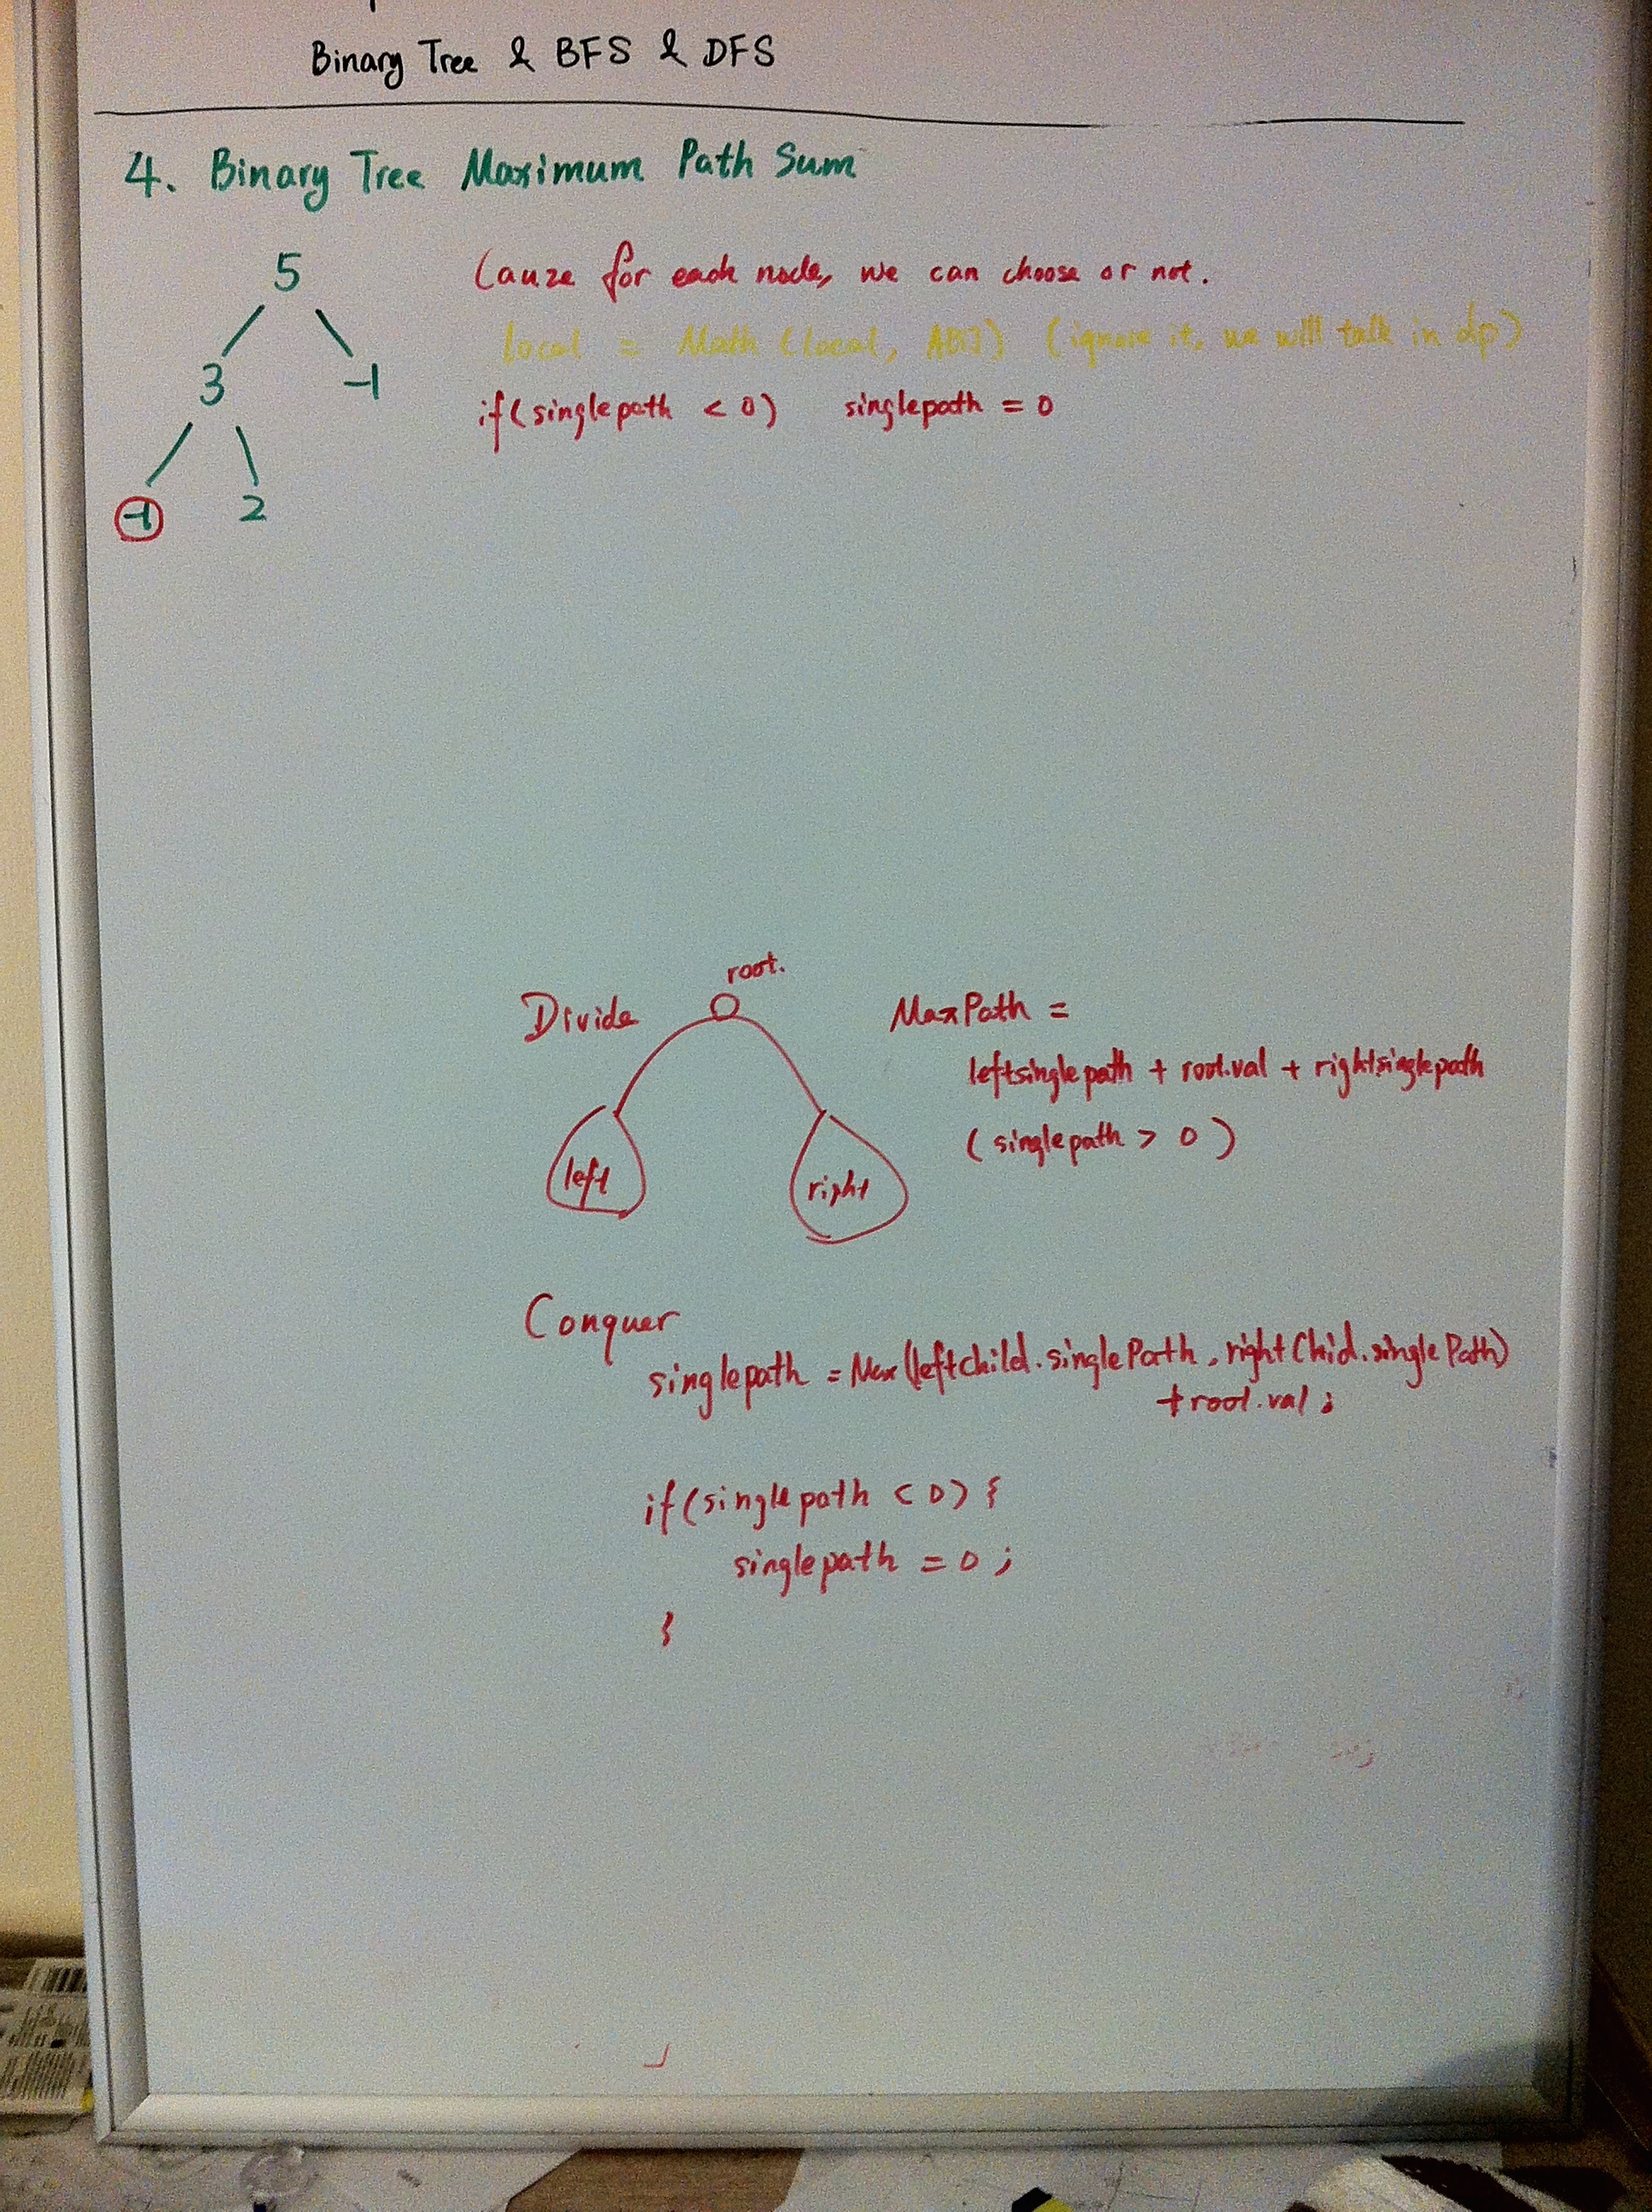 Binary Tree & BFS & DFS
4. Binary Tree Maximum Path Sum
5
3 -1
-1 2
Cauze for each node, we can choose or not.
local = Math (local, A[i]) (ignore it, we will talk in dp)
if(singlepath < 0) singlepath = 0
root.
Divide
left
right
MaxPath =
leftsinglepath + root.val + rightsinglepath
(singlepath > 0)
Conquer
singlepath = Max(leftchild.singlePath, rightChid.singlePath)
+root.val;
if(singlepath < 0) {
singlepath = 0;
}